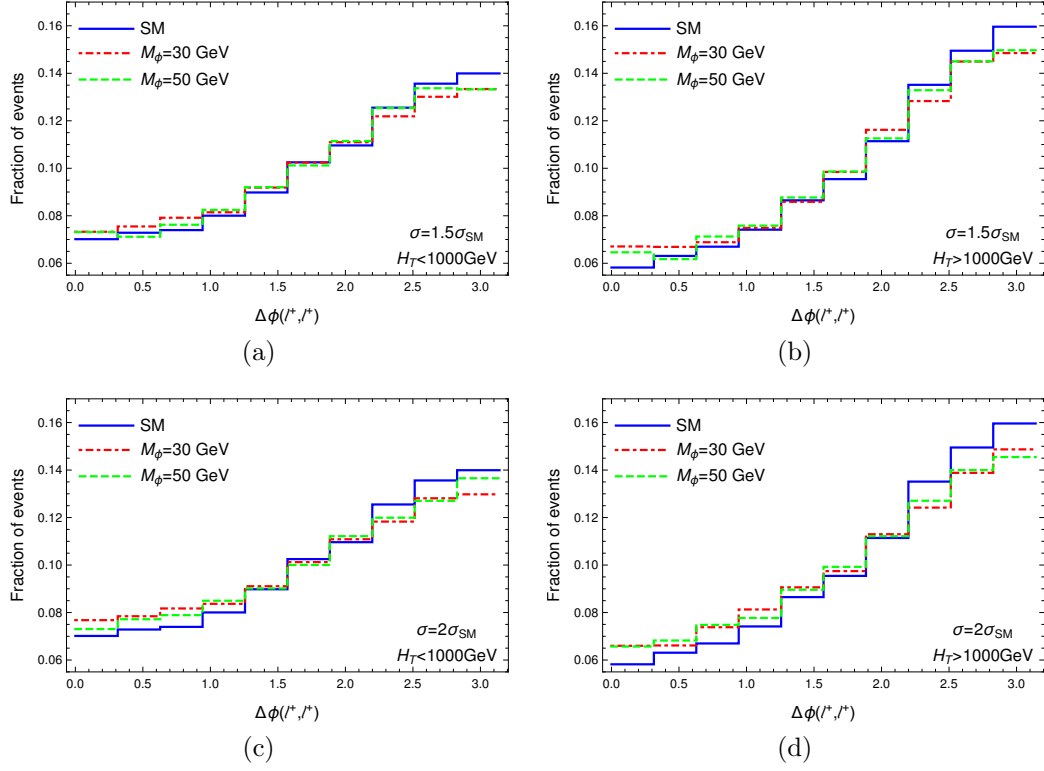 SM
M_ϕ=30 GeV
M_ϕ=50 GeV
σ=1.5σ_SM
H_T<1000GeV
0.16
0.14
0.12
0.10
0.08
0.06
Fraction of events
0.0 0.5 1.0 1.5 2.0 2.5 3.0
Δϕ(l⁺,l⁺)
(a)
SM
M_ϕ=30 GeV
M_ϕ=50 GeV
σ=1.5σ_SM
H_T>1000GeV
0.16
0.14
0.12
0.10
0.08
0.06
Fraction of events
0.0 0.5 1.0 1.5 2.0 2.5 3.0
Δϕ(l⁺,l⁺)
(b)
SM
M_ϕ=30 GeV
M_ϕ=50 GeV
σ=2σ_SM
H_T<1000GeV
0.16
0.14
0.12
0.10
0.08
0.06
Fraction of events
0.0 0.5 1.0 1.5 2.0 2.5 3.0
Δϕ(l⁺,l⁺)
(c)
SM
M_ϕ=30 GeV
M_ϕ=50 GeV
σ=2σ_SM
H_T>1000GeV
0.16
0.14
0.12
0.10
0.08
0.06
Fraction of events
0.0 0.5 1.0 1.5 2.0 2.5 3.0
Δϕ(l⁺,l⁺)
(d)